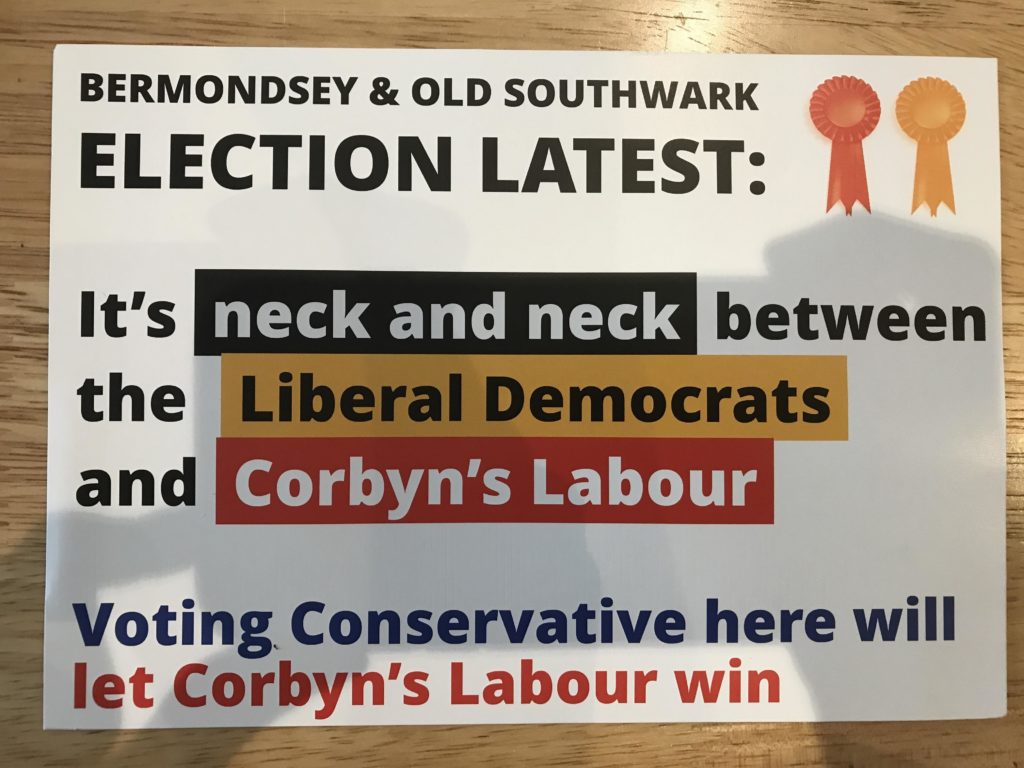 BERMONDSEY & OLD SOUTHWARK
ELECTION LATEST:
It's neck and neck between
the Liberal Democrats
and Corbyn's Labour
Voting Conservative here will
let Corbyn's Labour win